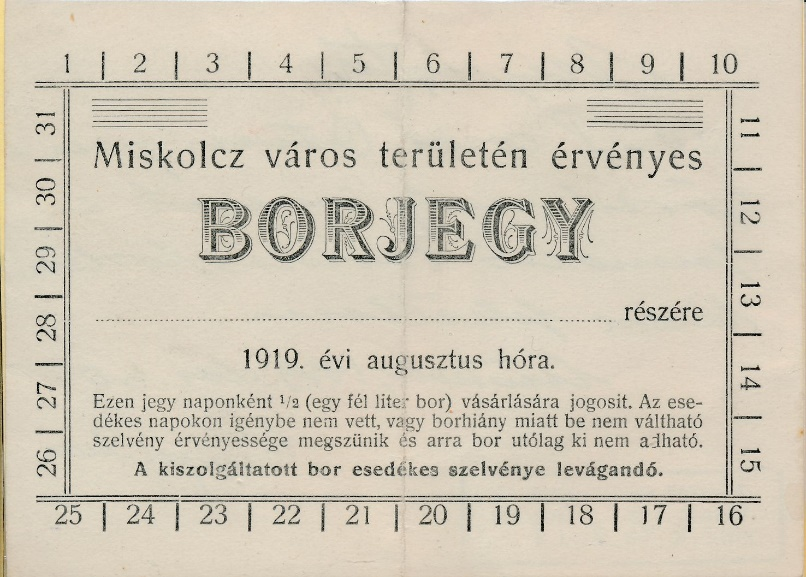 1 | 2 | 3 | 4 | 5 | 6 | 7 | 8 | 9 | 10
11 | 12 | 13 | 14 | 15
Miskolcz város területén érvényes
BORJEGY
részére
1919. évi augusztus hóra.
Ezen jegy naponként ½ (egy fél liter bor) vásárlására jogosit. Az ese-
dékes napokon igénybe nem vett, vagy borhiány miatt be nem váltható
szelvény érvényessége megszünik és arra bor utólag ki nem adható.
A kiszolgáltatott bor esedékes szelvénye levágandó.
31 | 30 | 29 | 28 | 27 | 26
25 | 24 | 23 | 22 | 21 | 20 | 19 | 18 | 17 | 16